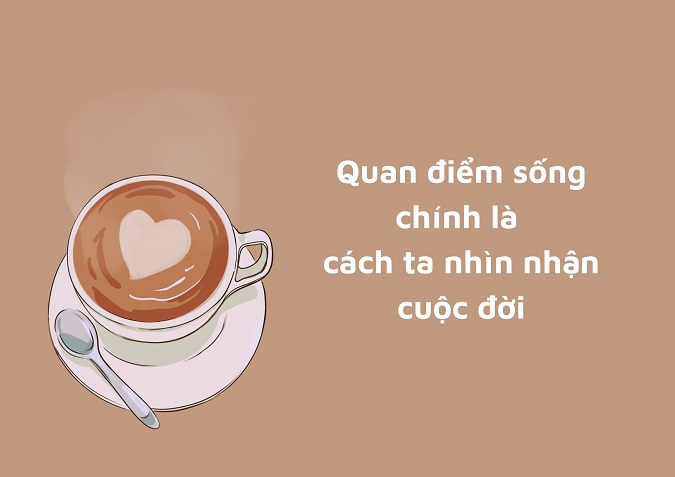 Quan điểm sống
chính là
cách ta nhìn nhận
cuộc đời